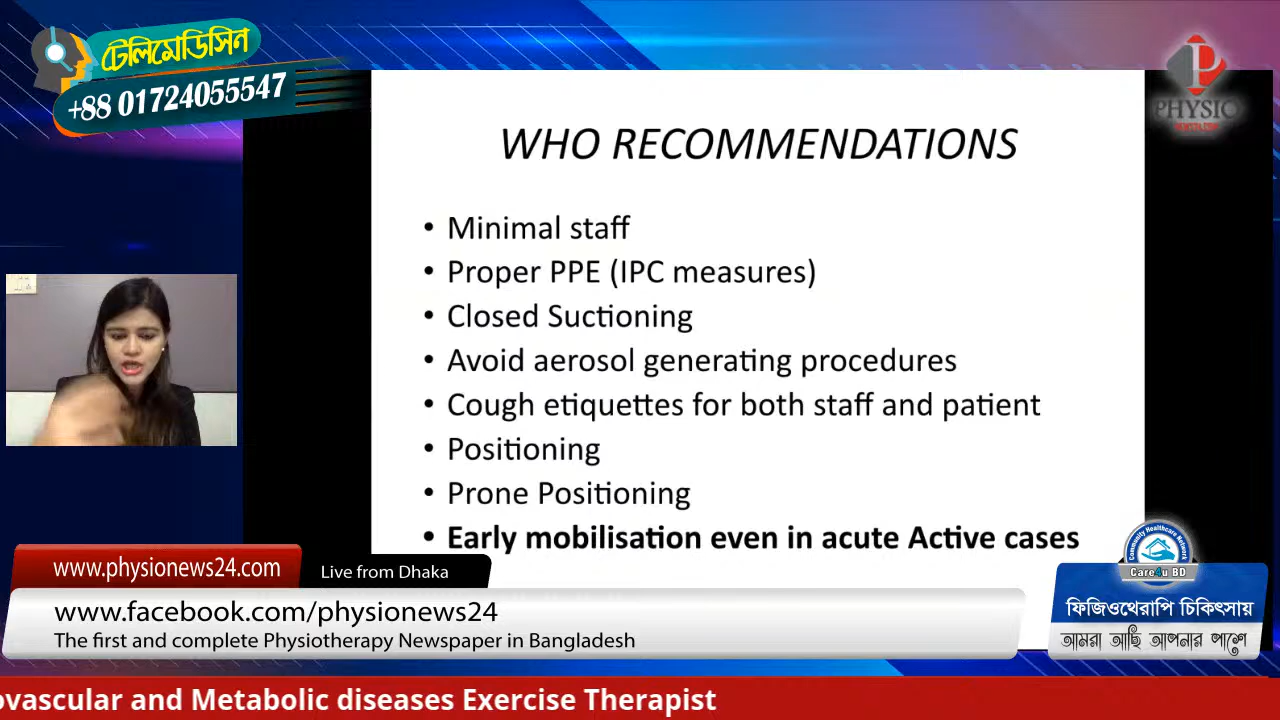 টেলিমেডিসিন
+88 01724055547
PHYSIO
WHO RECOMMENDATIONS
• Minimal staff
• Proper PPE (IPC measures)
• Closed Suctioning
• Avoid aerosol generating procedures
• Cough etiquettes for both staff and patient
• Positioning
• Prone Positioning
• Early mobilisation even in acute Active cases
www.physionews24.com
Live from Dhaka
www.facebook.com/physionews24
The first and complete Physiotherapy Newspaper in Bangladesh
Community Healthcare Network
Care4u BD
ফিজিওথেরাপি চিকিৎসায়
আমরা আছি আপনার পাশে
ovascular and Metabolic diseases Exercise Therapist